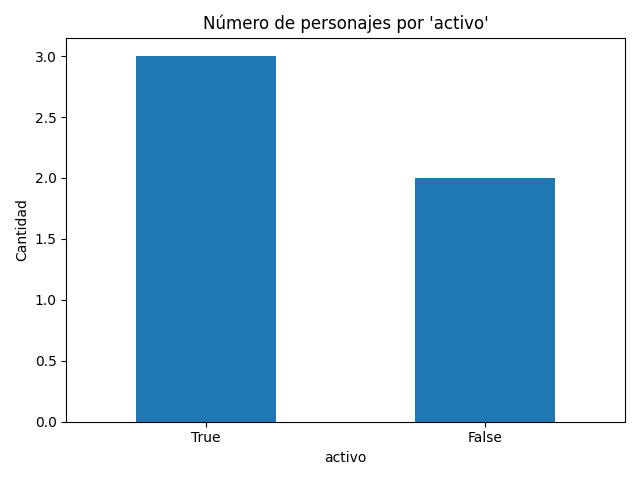 Número de personajes por 'activo'
3.0
2.5
2.0
1.5
1.0
0.5
0.0
Cantidad
True
False
activo